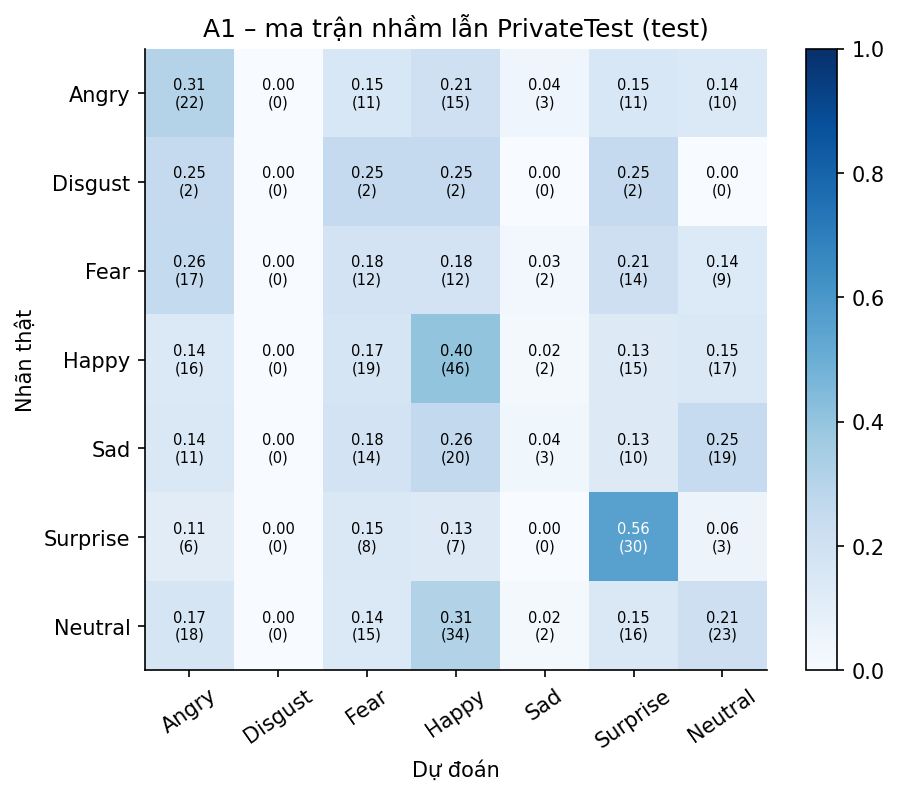 A1 – ma trận nhầm lẫn PrivateTest (test)
Nhãn thật
Angry
0.31 0.00 0.15 0.21 0.04 0.15 0.14
(22) (0) (11) (15) (3) (11) (10)
Disgust
0.25 0.00 0.25 0.25 0.00 0.25 0.00
(2) (0) (2) (2) (0) (2) (0)
Fear
0.26 0.00 0.18 0.18 0.03 0.21 0.14
(17) (0) (12) (12) (2) (14) (9)
Happy
0.14 0.00 0.17 0.40 0.02 0.13 0.15
(16) (0) (19) (46) (2) (15) (17)
Sad
0.14 0.00 0.18 0.26 0.04 0.13 0.25
(11) (0) (14) (20) (3) (10) (19)
Surprise
0.11 0.00 0.15 0.13 0.00 0.56 0.06
(6) (0) (8) (7) (0) (30) (3)
Neutral
0.17 0.00 0.14 0.31 0.02 0.15 0.21
(18) (0) (15) (34) (2) (16) (23)
Angry Disgust Fear Happy Sad Surprise Neutral
Dự đoán
1.0
0.8
0.6
0.4
0.2
0.0